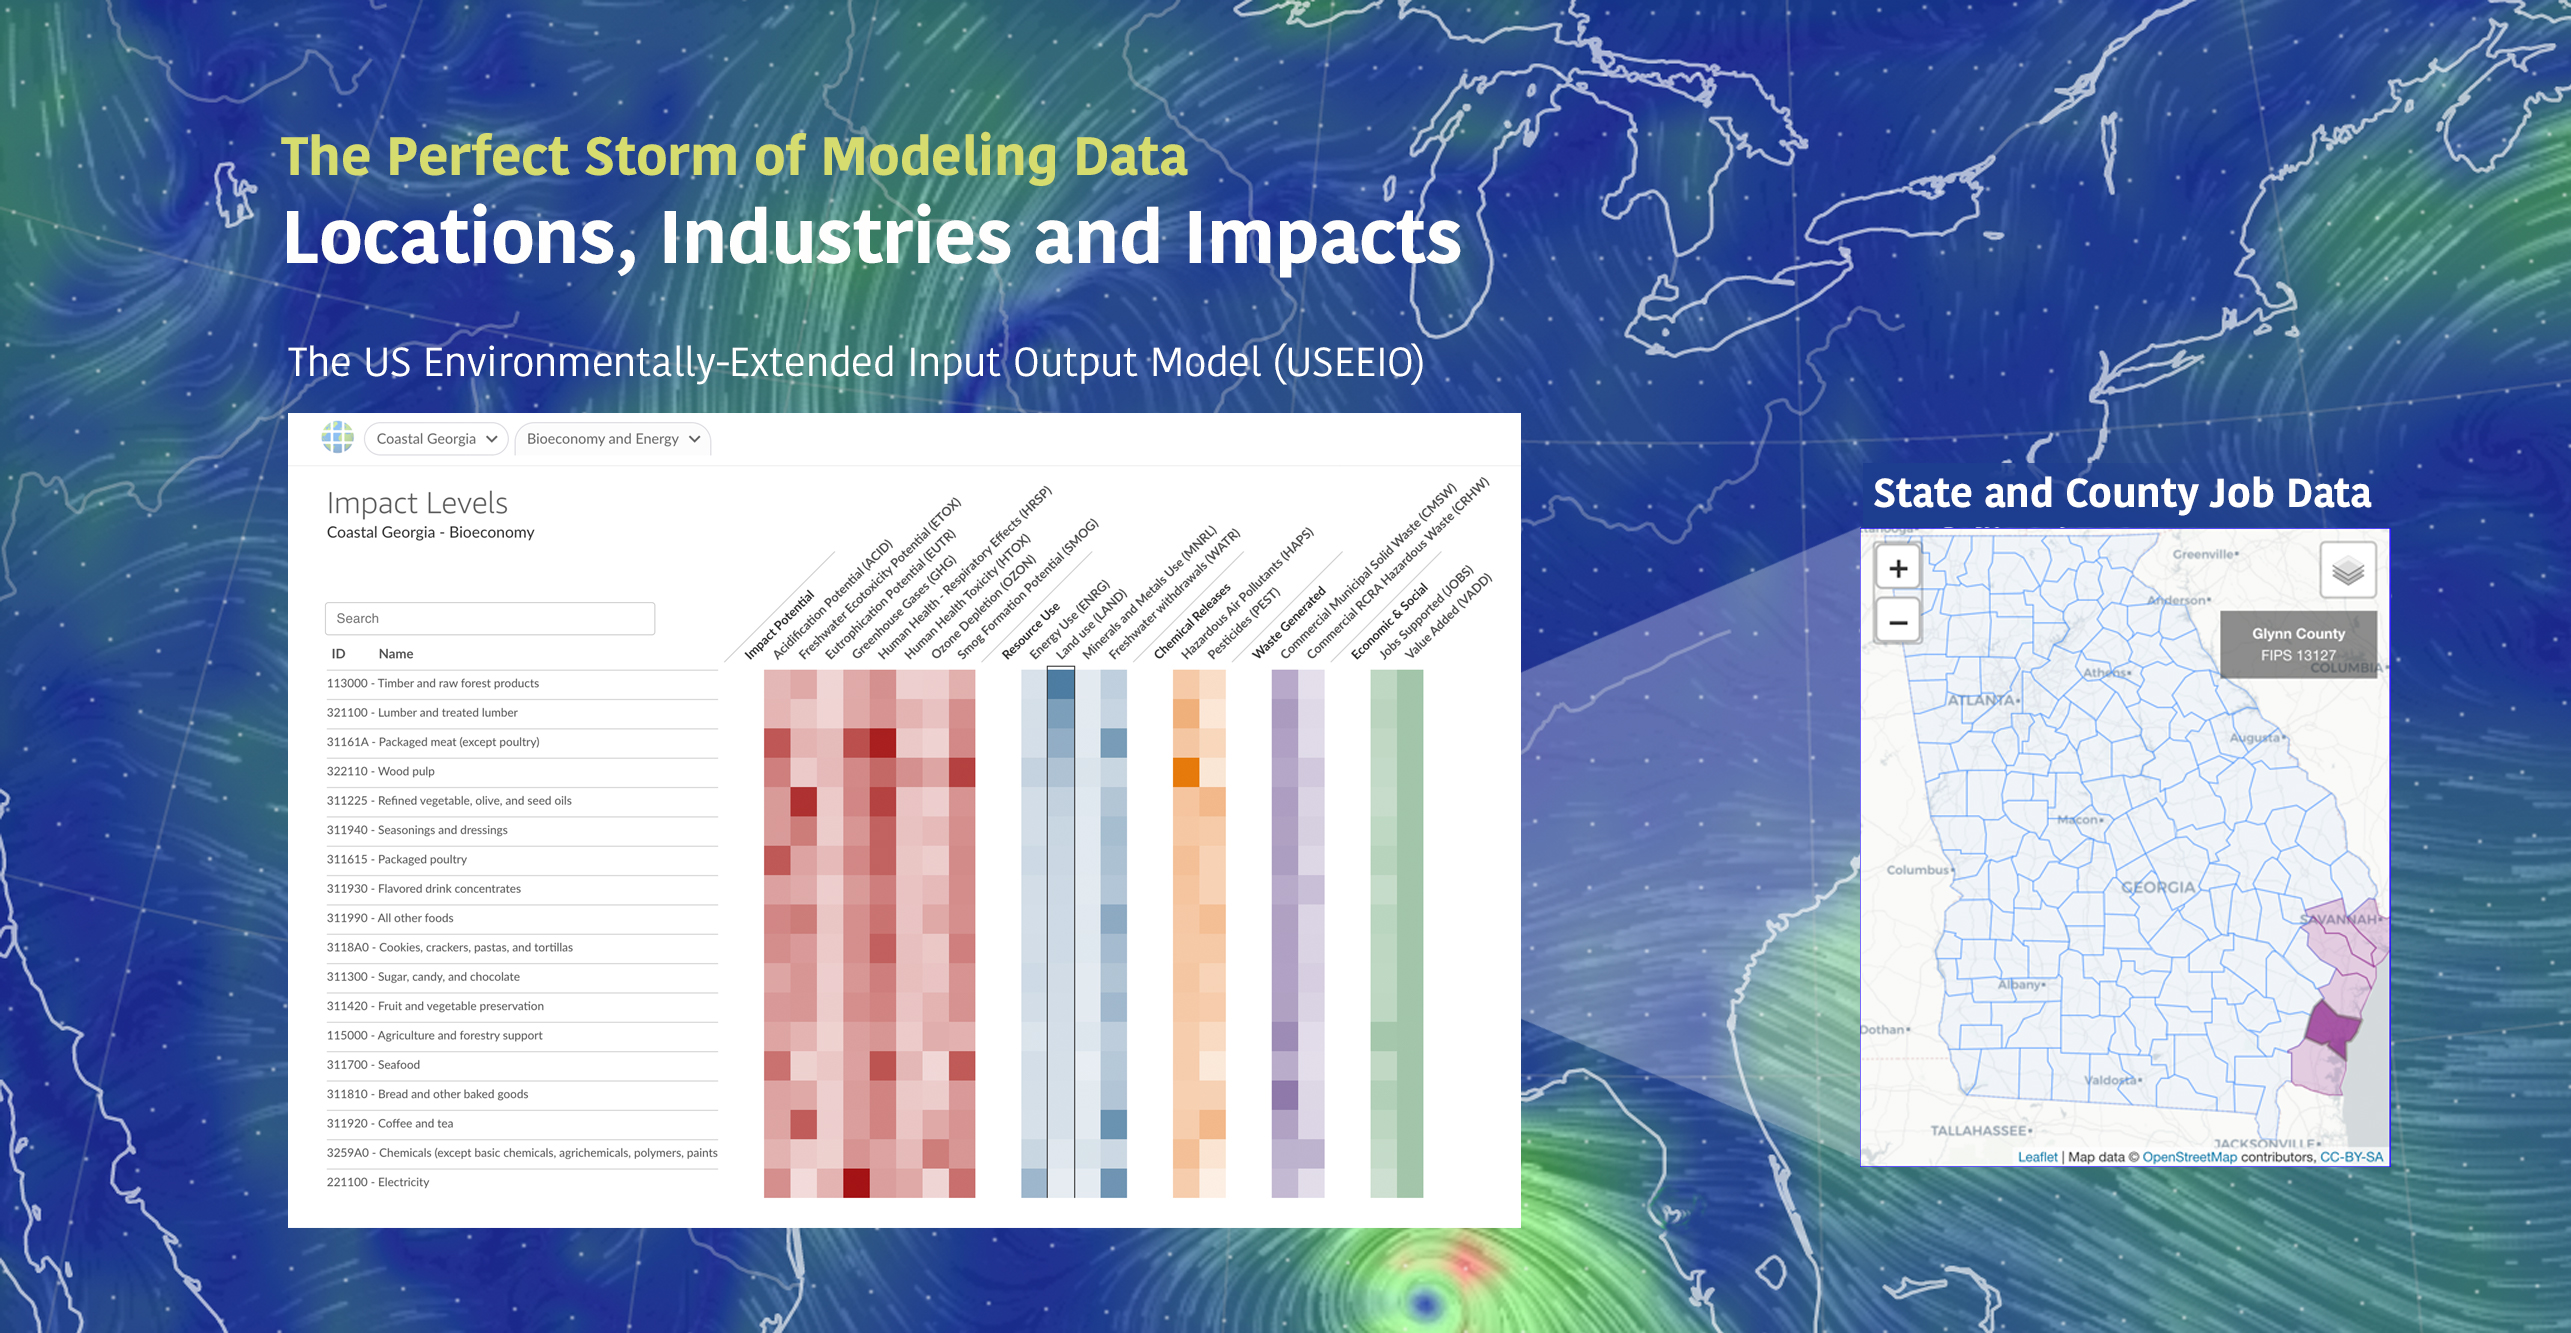 The Perfect Storm of Modeling Data
Locations, Industries and Impacts
The US Environmentally-Extended Input Output Model (USEEIO)
Coastal Georgia
Bioeconomy and Energy
Impact Levels
Coastal Georgia - Bioeconomy
Search
ID Name
Impact Potential
Acidification Potential (ACID)
Freshwater Ecotoxicity Potential (ETOX)
Eutrophication Potential (EUTR)
Greenhouse Gases (GHG)
Human Health - Respiratory Effects (HRSP)
Human Health Toxicity (HTOX)
Ozone Depletion (OZON)
Smog Formation Potential (SMOG)
Resource Use
Energy Use (ENRG)
Land use (LAND)
Minerals and Metals Use (MNRL)
Freshwater withdrawals (WATR)
Chemical Releases
Hazardous Air Pollutants (HAPS)
Pesticides (PEST)
Waste Generated
Commercial Municipal Solid Waste (CMSW)
Commercial RCRA Hazardous Waste (CRHW)
Economic & Social
Jobs Supported (JOBS)
Value Added (VADD)
113000 - Timber and raw forest products
321100 - Lumber and treated lumber
31161A - Packaged meat (except poultry)
322110 - Wood pulp
311225 - Refined vegetable, olive, and seed oils
311940 - Seasonings and dressings
311615 - Packaged poultry
311930 - Flavored drink concentrates
311990 - All other foods
3118A0 - Cookies, crackers, pastas, and tortillas
311300 - Sugar, candy, and chocolate
311420 - Fruit and vegetable preservation
115000 - Agriculture and forestry support
311700 - Seafood
311810 - Bread and other baked goods
311920 - Coffee and tea
3259A0 - Chemicals (except basic chemicals, agrichemicals, polymers, paints
221100 - Electricity
State and County Job Data
+
−
Greenville
Anderson
Glynn County
FIPS 13127
COLUMBIA
Athens
ATLANTA
Augusta
Macon
Columbus
GEORGIA
SAVANNAH
Albany
Dothan
Valdosta
TALLAHASSEE
JACKSONVILLE
Leaflet | Map data © OpenStreetMap contributors, CC-BY-SA